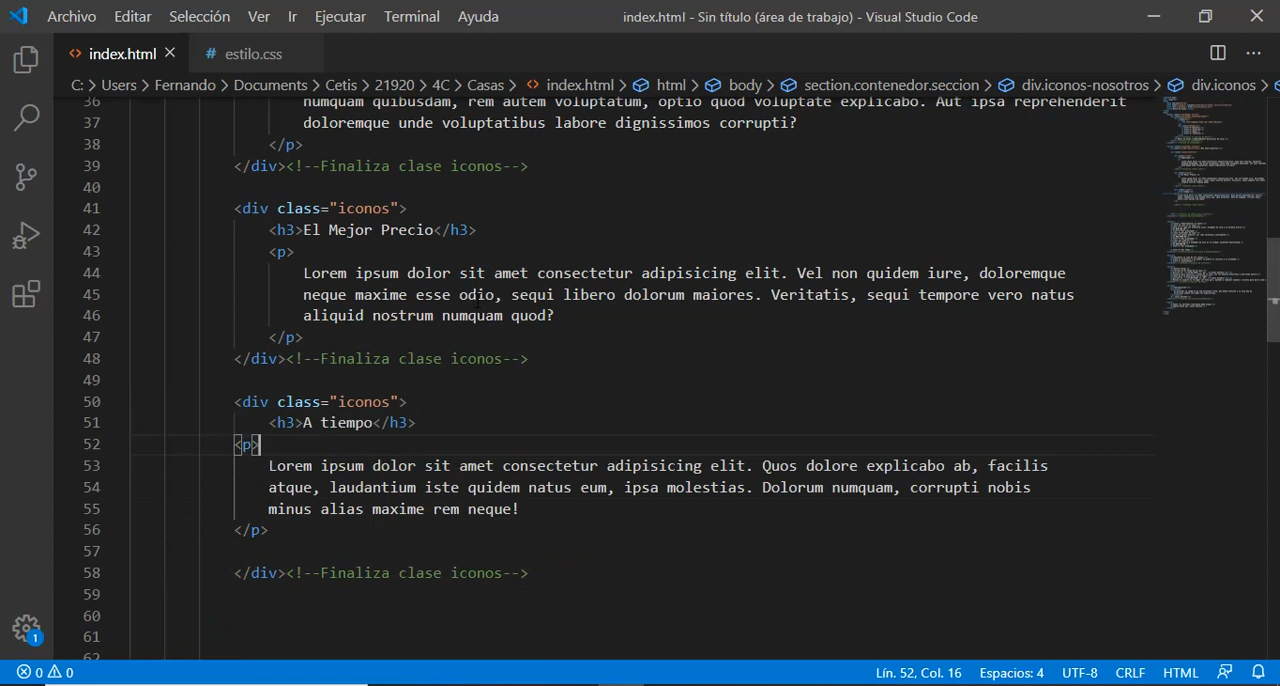 Archivo Editar Selección Ver Ir Ejecutar Terminal Ayuda index.html - Sin título (área de trabajo) - Visual Studio Code
index.html # estilo.css
C: > Users > Fernando > Documents > Cetis > 21920 > 4C > Casas > index.html > html > body > section.contenedor.seccion > div.iconos-nosotros > div.iconos >
36 numquam quibusdam, rem autem voluptatum, optio quod voluptate explicabo. Aut ipsa reprehenderit
37 doloremque unde voluptatibus labore dignissimos corrupti?
38 </p>
39 </div><!--Finaliza clase iconos-->
40
41 <div class="iconos">
42 <h3>El Mejor Precio</h3>
43 <p>
44 Lorem ipsum dolor sit amet consectetur adipisicing elit. Vel non quidem iure, doloremque
45 neque maxime esse odio, sequi libero dolorum maiores. Veritatis, sequi tempore vero natus
46 aliquid nostrum numquam quod?
47 </p>
48 </div><!--Finaliza clase iconos-->
49
50 <div class="iconos">
51 <h3>A tiempo</h3>
52 <p>
53 Lorem ipsum dolor sit amet consectetur adipisicing elit. Quos dolore explicabo ab, facilis
54 atque, laudantium iste quidem natus eum, ipsa molestias. Dolorum numquam, corrupti nobis
55 minus alias maxime rem neque!
56 </p>
57
58 </div><!--Finaliza clase iconos-->
59
60
61
62
1
0 0 Lín. 52, Col. 16 Espacios: 4 UTF-8 CRLF HTML